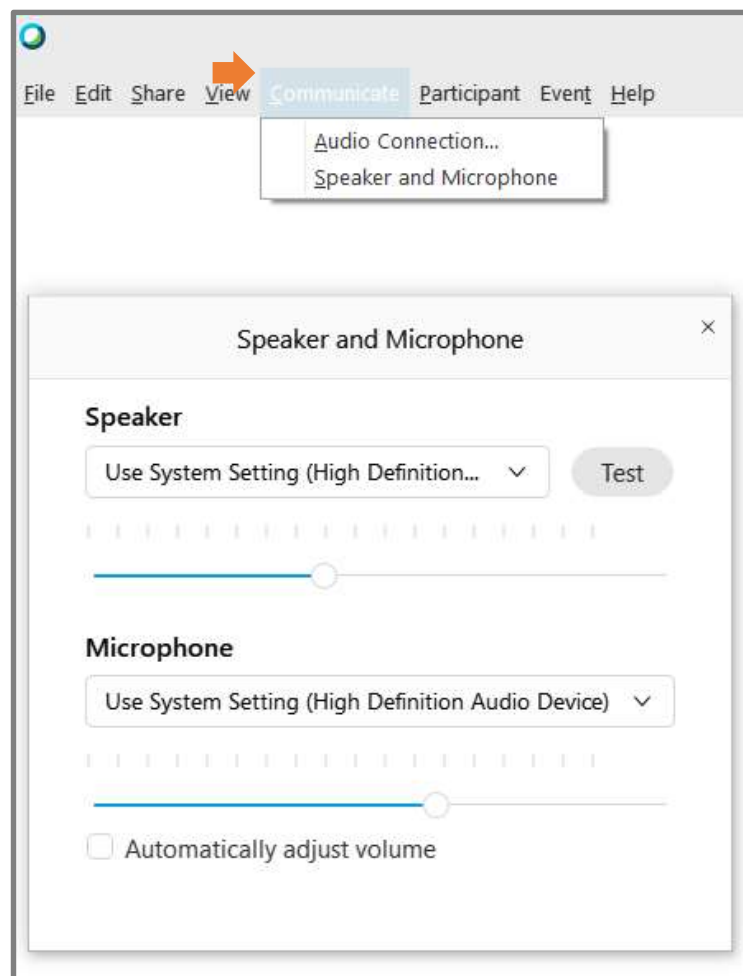 File Edit Share View Communicate Participant Event Help
Audio Connection...
Speaker and Microphone
Speaker and Microphone
Speaker
Use System Setting (High Definition... Test
Microphone
Use System Setting (High Definition Audio Device)
Automatically adjust volume